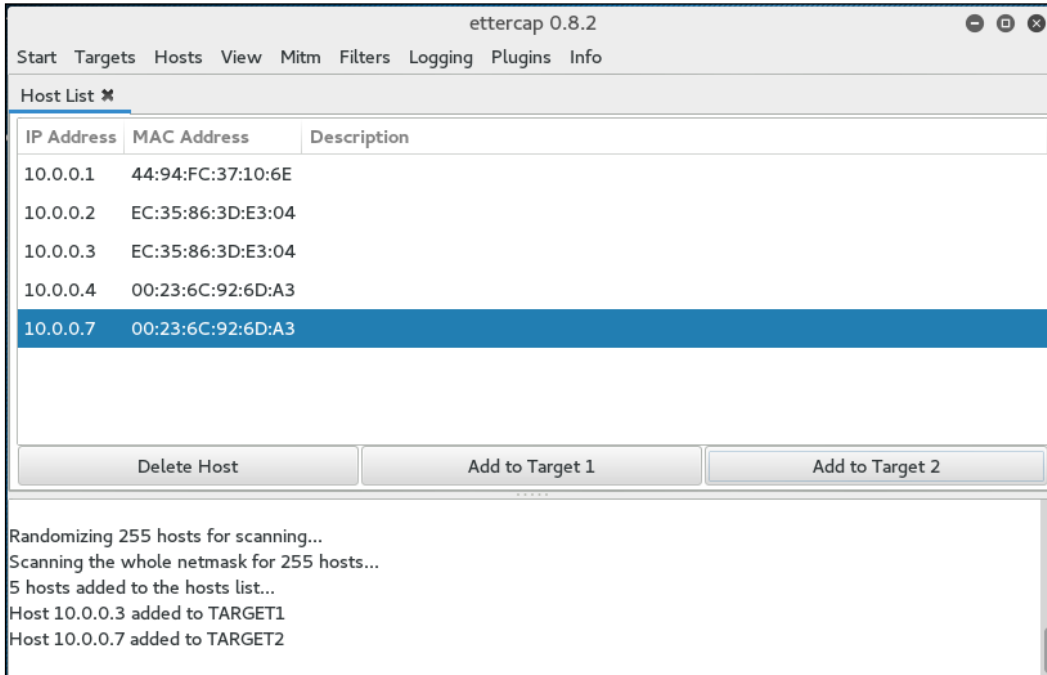 ettercap 0.8.2
Start Targets Hosts View Mitm Filters Logging Plugins Info
Host List ✖
IP Address MAC Address Description
10.0.0.1 44:94:FC:37:10:6E
10.0.0.2 EC:35:86:3D:E3:04
10.0.0.3 EC:35:86:3D:E3:04
10.0.0.4 00:23:6C:92:6D:A3
10.0.0.7 00:23:6C:92:6D:A3
Delete Host Add to Target 1 Add to Target 2
Randomizing 255 hosts for scanning...
Scanning the whole netmask for 255 hosts...
5 hosts added to the hosts list...
Host 10.0.0.3 added to TARGET1
Host 10.0.0.7 added to TARGET2